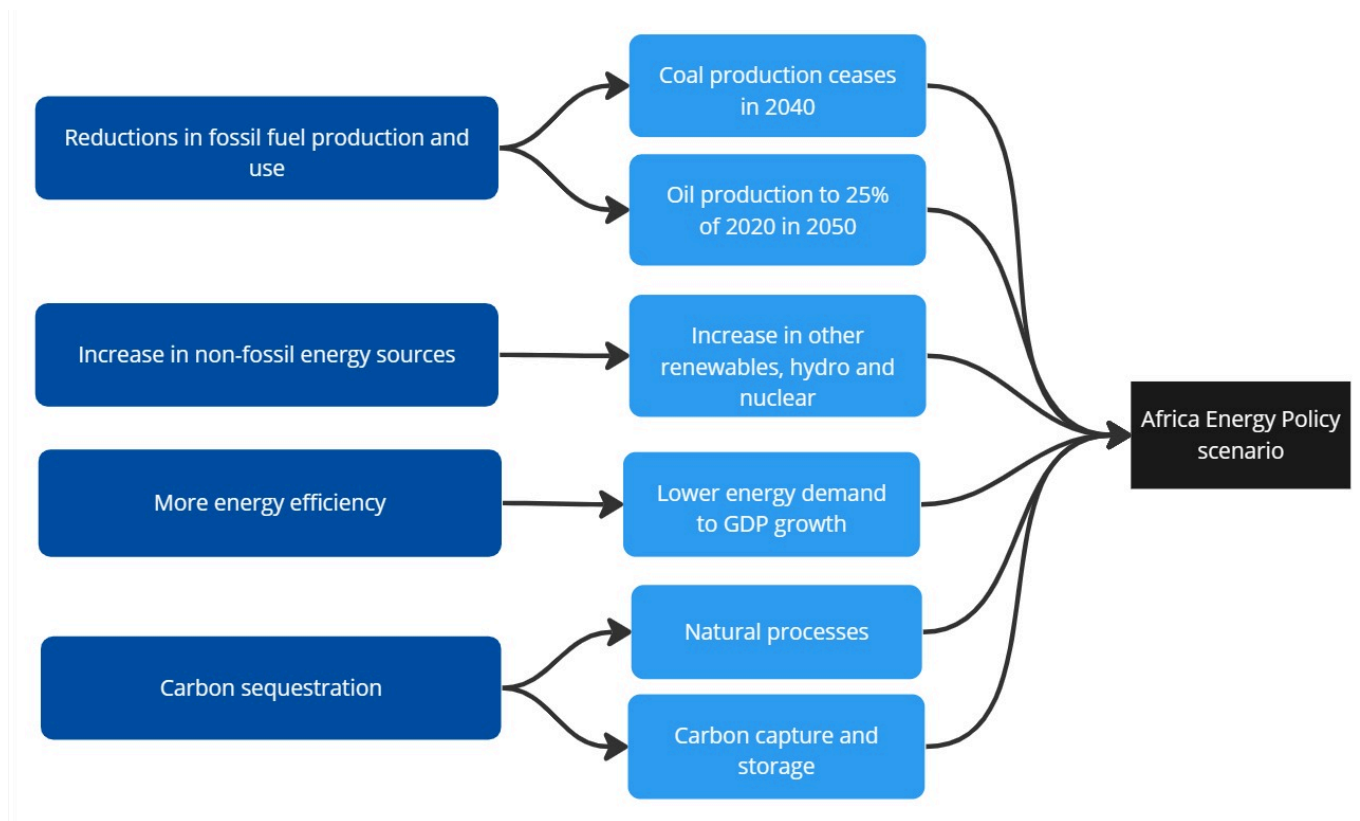 Reductions in fossil fuel production and
use
Coal production ceases
in 2040
Oil production to 25%
of 2020 in 2050
Increase in non-fossil energy sources
Increase in other
renewables, hydro and
nuclear
More energy efficiency
Lower energy demand
to GDP growth
Carbon sequestration
Natural processes
Carbon capture and
storage
Africa Energy Policy
scenario